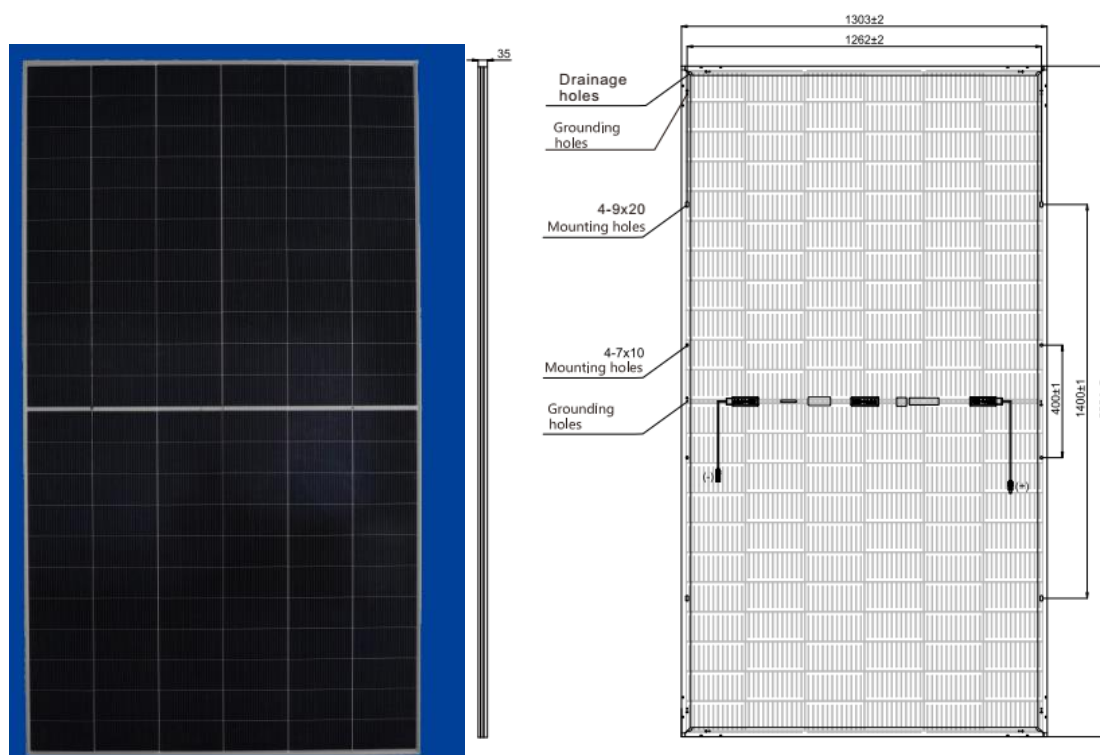 1303±2
1262±2
35
Drainage
holes
Grounding
holes
4-9x20
Mounting holes
4-7x10
Mounting holes
Grounding
holes
400±1
1400±1
(-)
(+)